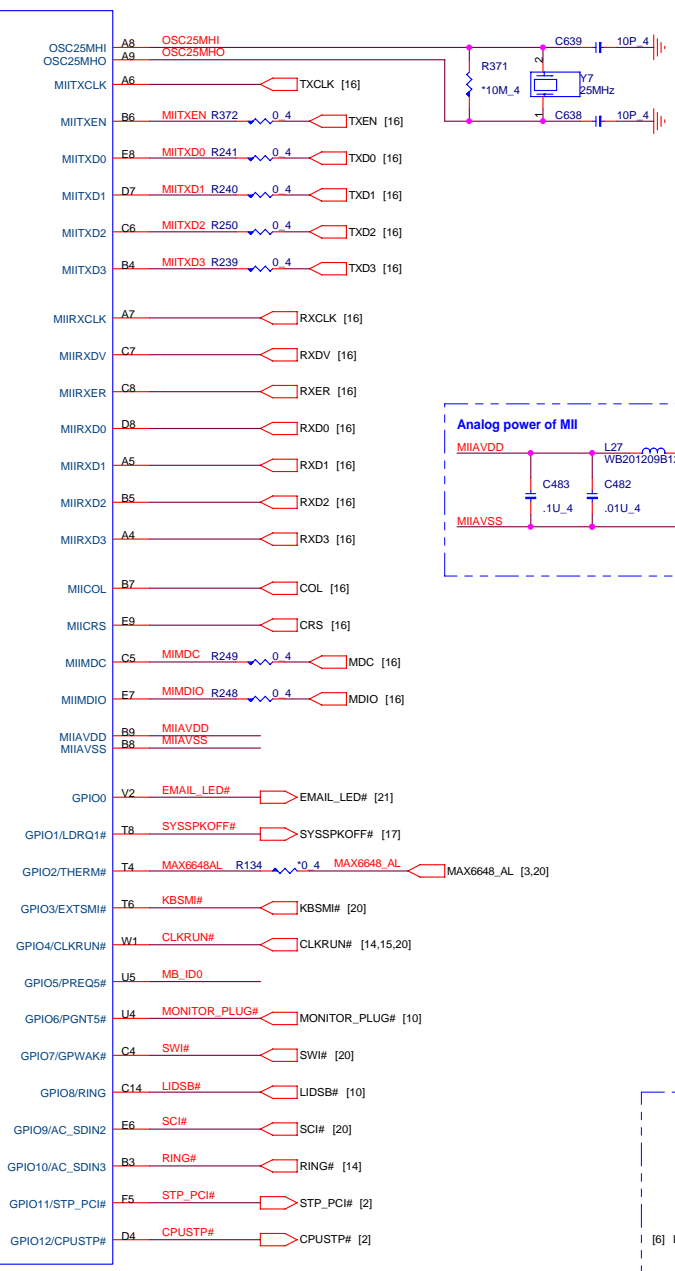 OSC25MHI A8 OSC25MHI C639 10P_4
OSC25MHO A9 OSC25MHO
R371 *10M_4 2 Y7 25MHz
MIITXCLK A6 TXCLK [16]
1 C638 10P_4
MIITXEN B6 MIITXEN R372 0_4 TXEN [16]
MIITXD0 E8 MIITXD0 R241 0_4 TXD0 [16]
MIITXD1 D7 MIITXD1 R240 0_4 TXD1 [16]
MIITXD2 C6 MIITXD2 R250 0_4 TXD2 [16]
MIITXD3 B4 MIITXD3 R239 0_4 TXD3 [16]
MIIRXCLK A7 RXCLK [16]
MIIRXDV C7 RXDV [16]
MIIRXER C8 RXER [16]
MIIRXD0 D8 RXD0 [16]
MIIRXD1 A5 RXD1 [16]
MIIRXD2 B5 RXD2 [16]
MIIRXD3 A4 RXD3 [16]
Analog power of MII
MIIAVDD L27
WB201209B12
C483 C482
.1U_4 .01U_4
MIIAVSS
MIICOL B7 COL [16]
MIICRS E9 CRS [16]
MIIMDC C5 MIMDC R249 0_4 MDC [16]
MIIMDIO E7 MIMDIO R248 0_4 MDIO [16]
MIIAVDD B9 MIIAVDD
MIIAVSS B8 MIIAVSS
GPIO0 V2 EMAIL_LED# EMAIL_LED# [21]
GPIO1/LDRQ1# T8 SYSSPKOFF# SYSSPKOFF# [17]
GPIO2/THERM# T4 MAX6648AL R134 *0_4 MAX6648_AL MAX6648_AL [3,20]
GPIO3/EXTSMI# T6 KBSMI# KBSMI# [20]
GPIO4/CLKRUN# W1 CLKRUN# CLKRUN# [14,15,20]
GPIO5/PREQ5# U5 MB_ID0
GPIO6/PGNT5# U4 MONITOR_PLUG# MONITOR_PLUG# [10]
GPIO7/GPWAK# C4 SWI# SWI# [20]
GPIO8/RING C14 LIDSB# LIDSB# [10]
GPIO9/AC_SDIN2 E6 SCI# SCI# [20]
GPIO10/AC_SDIN3 B3 RING# RING# [14]
GPIO11/STP_PCI# E5 STP_PCI# STP_PCI# [2]
GPIO12/CPUSTP# D4 CPUSTP# CPUSTP# [2]
[6]